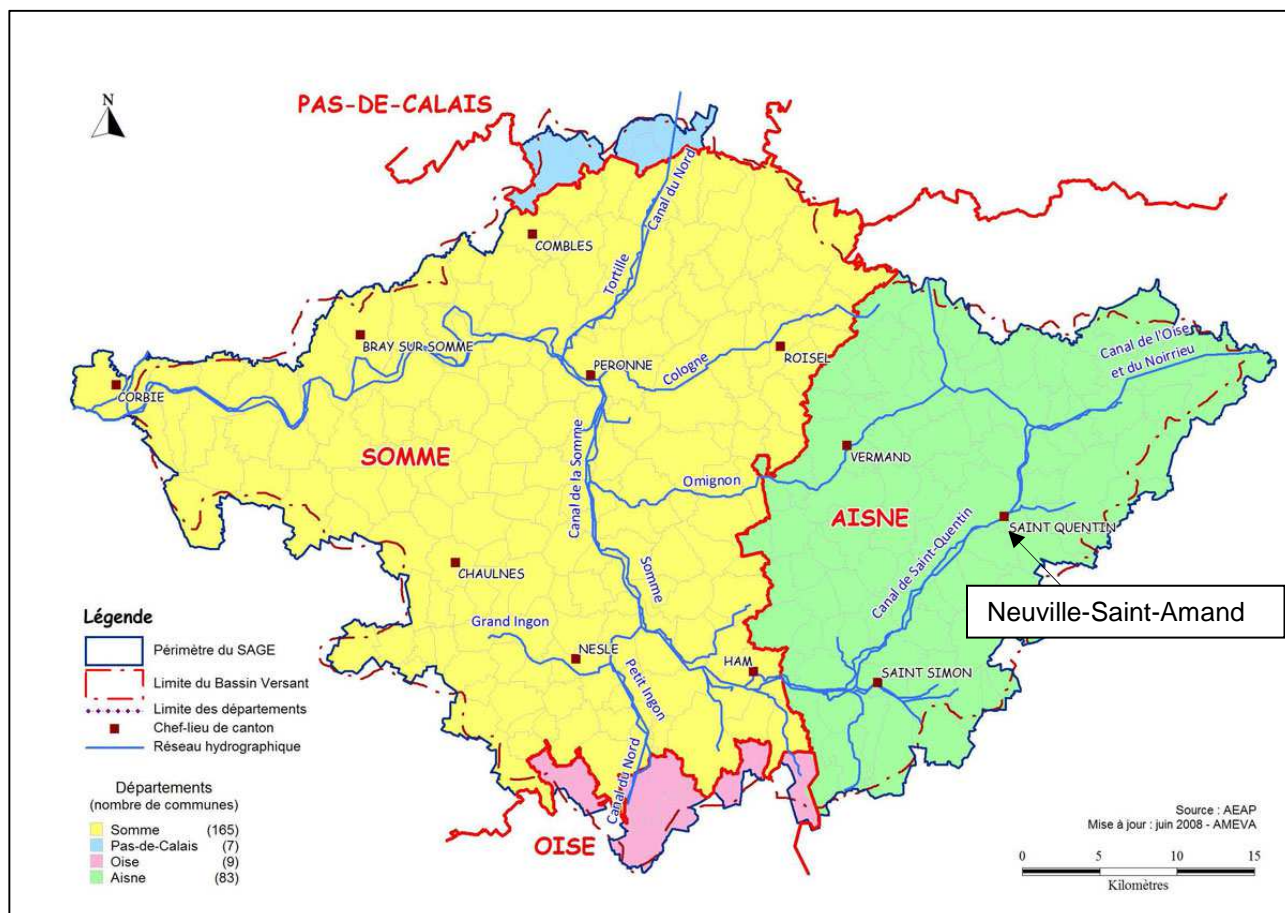 N
PAS-DE-CALAIS
Canal du Nord
COMBLES
Tortille
BRAY SUR SOMME
PERONNE
Cologne
ROISEL
Canal de l'Oise
et du Noirrieu
CORBIE
SOMME
Canal de la Somme
Omignon
VERMAND
AISNE
SAINT QUENTIN
Canal de Saint-Quentin
CHAULNES
Somme
Neuville-Saint-Amand
Grand Ingon
NESLE
Petit Ingon
HAM
SAINT SIMON
Canal du Nord
OISE
Légende
Périmètre du SAGE
Limite du Bassin Versant
Limite des départements
Chef-lieu de canton
Réseau hydrographique
Départements
(nombre de communes)
Somme (165)
Pas-de-Calais (7)
Oise (9)
Aisne (83)
Source : AEAP
Mise à jour : juin 2008 - AMEVA
0 5 10 15
Kilomètres